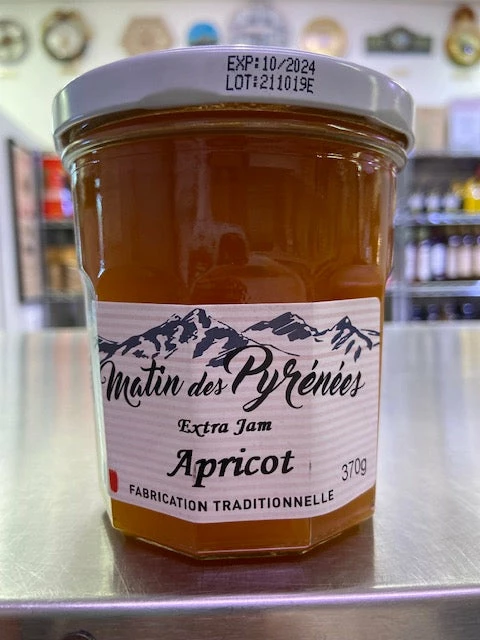 EXP:10/2024
LOT:211019E
Matin des Pyrénées
Extra Jam
Apricot
370g
FABRICATION TRADITIONNELLE